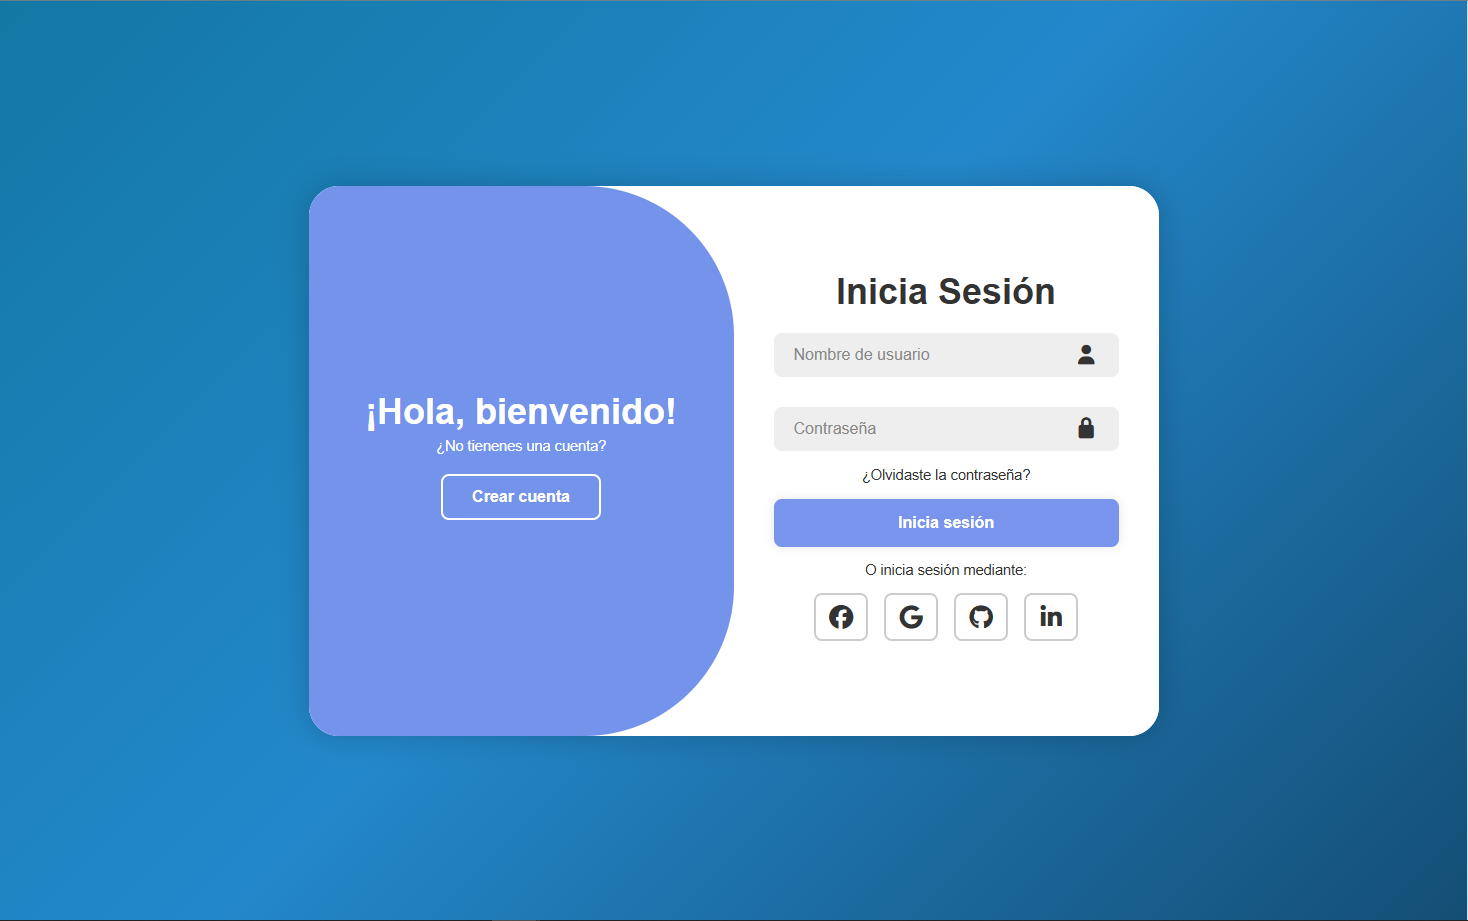 ¡Hola, bienvenido!
¿No tienenes una cuenta?
Crear cuenta
Inicia Sesión
Nombre de usuario
Contraseña
¿Olvidaste la contraseña?
Inicia sesión
O inicia sesión mediante: